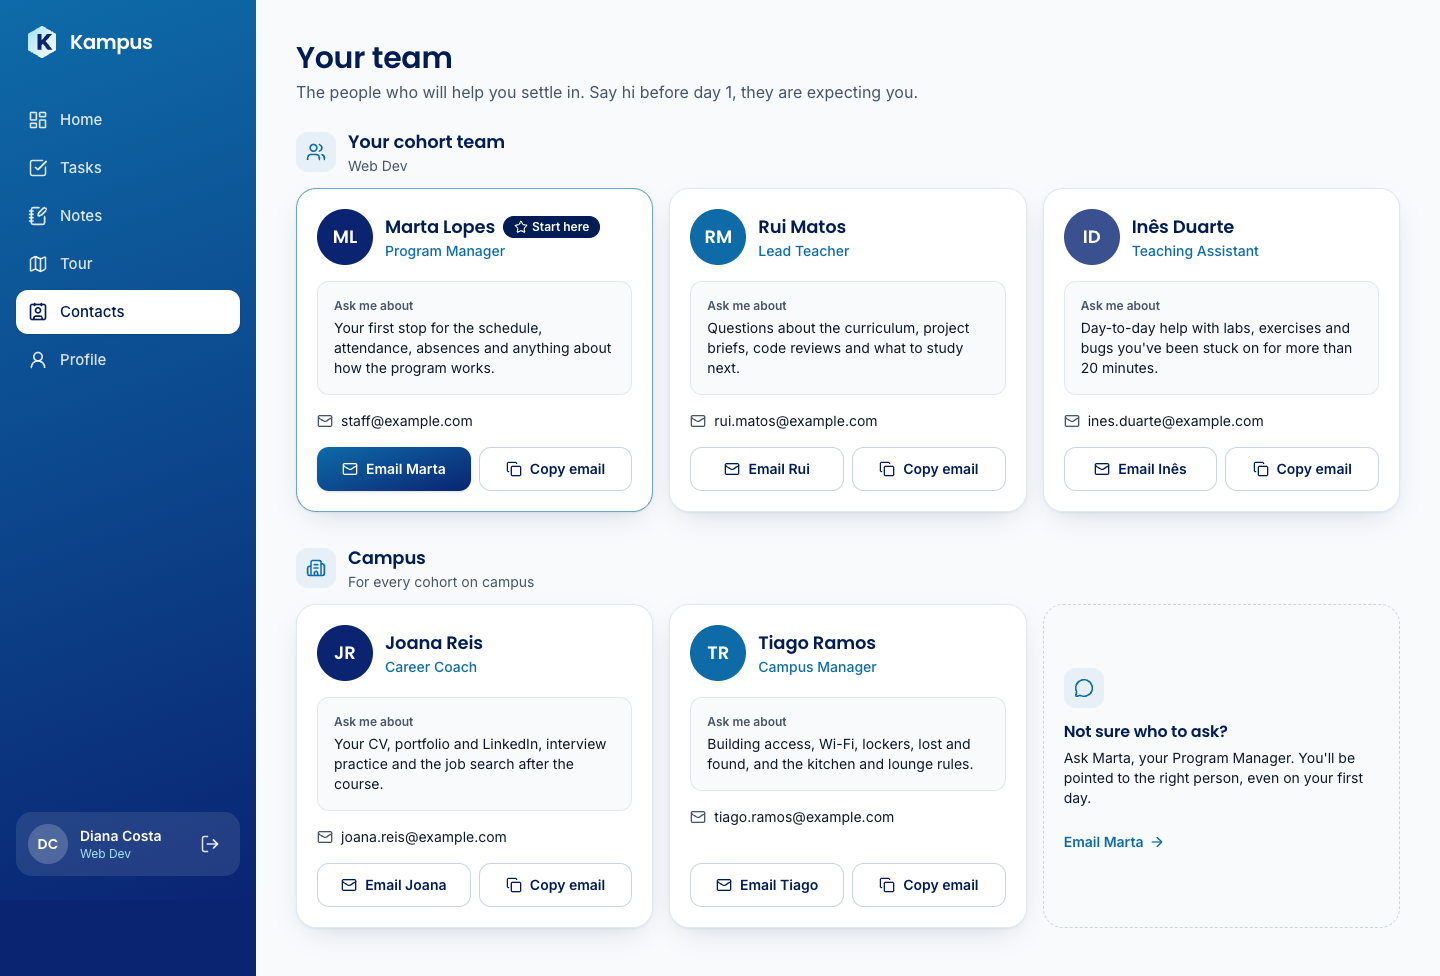 K Kampus
Home
Tasks
Notes
Tour
Contacts
Profile
DC
Diana Costa
Web Dev
Your team
The people who will help you settle in. Say hi before day 1, they are expecting you.
Your cohort team
Web Dev
ML
Marta Lopes
Start here
Program Manager
Ask me about
Your first stop for the schedule,
attendance, absences and anything about
how the program works.
staff@example.com
Email Marta
Copy email
RM
Rui Matos
Lead Teacher
Ask me about
Questions about the curriculum, project
briefs, code reviews and what to study
next.
rui.matos@example.com
Email Rui
Copy email
ID
Inês Duarte
Teaching Assistant
Ask me about
Day-to-day help with labs, exercises and
bugs you've been stuck on for more than
20 minutes.
ines.duarte@example.com
Email Inês
Copy email
Campus
For every cohort on campus
JR
Joana Reis
Career Coach
Ask me about
Your CV, portfolio and LinkedIn, interview
practice and the job search after the
course.
joana.reis@example.com
Email Joana
Copy email
TR
Tiago Ramos
Campus Manager
Ask me about
Building access, Wi-Fi, lockers, lost and
found, and the kitchen and lounge rules.
tiago.ramos@example.com
Email Tiago
Copy email
Not sure who to ask?
Ask Marta, your Program Manager. You'll be
pointed to the right person, even on your first
day.
Email Marta